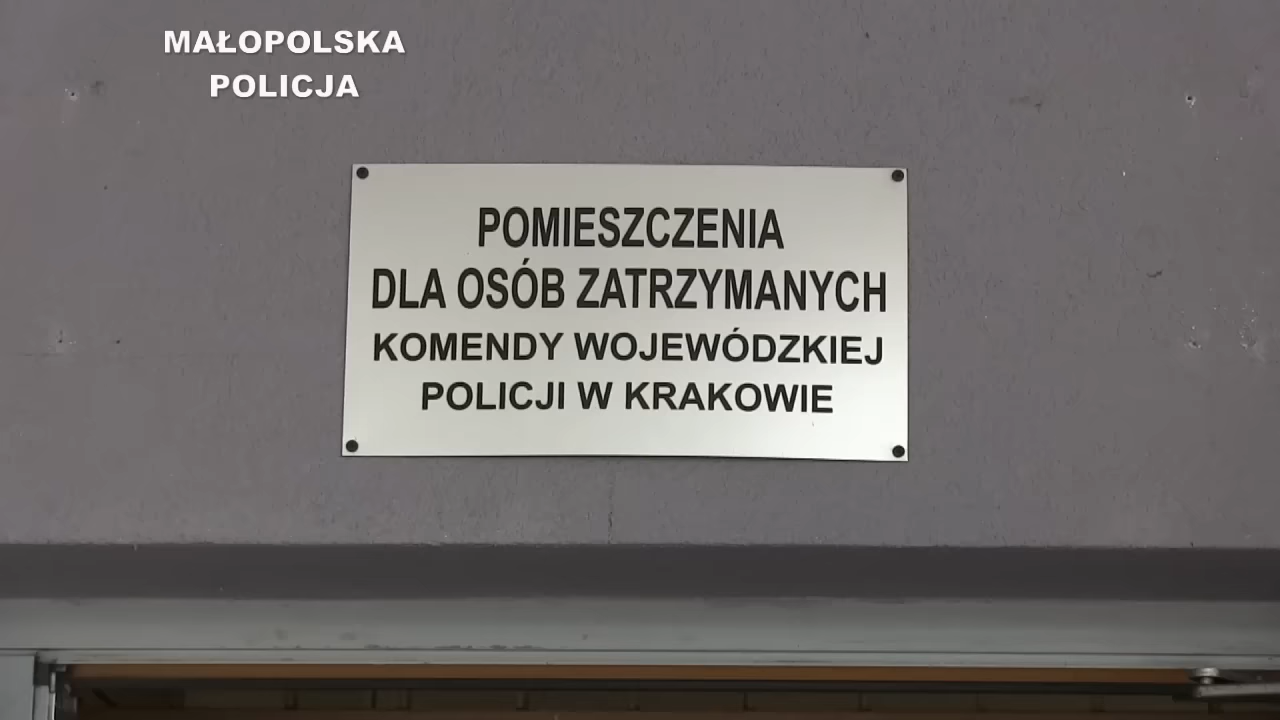 MAŁOPOLSKA
POLICJA
POMIESZCZENIA
DLA OSÓB ZATRZYMANYCH
KOMENDY WOJEWÓDZKIEJ
POLICJI W KRAKOWIE